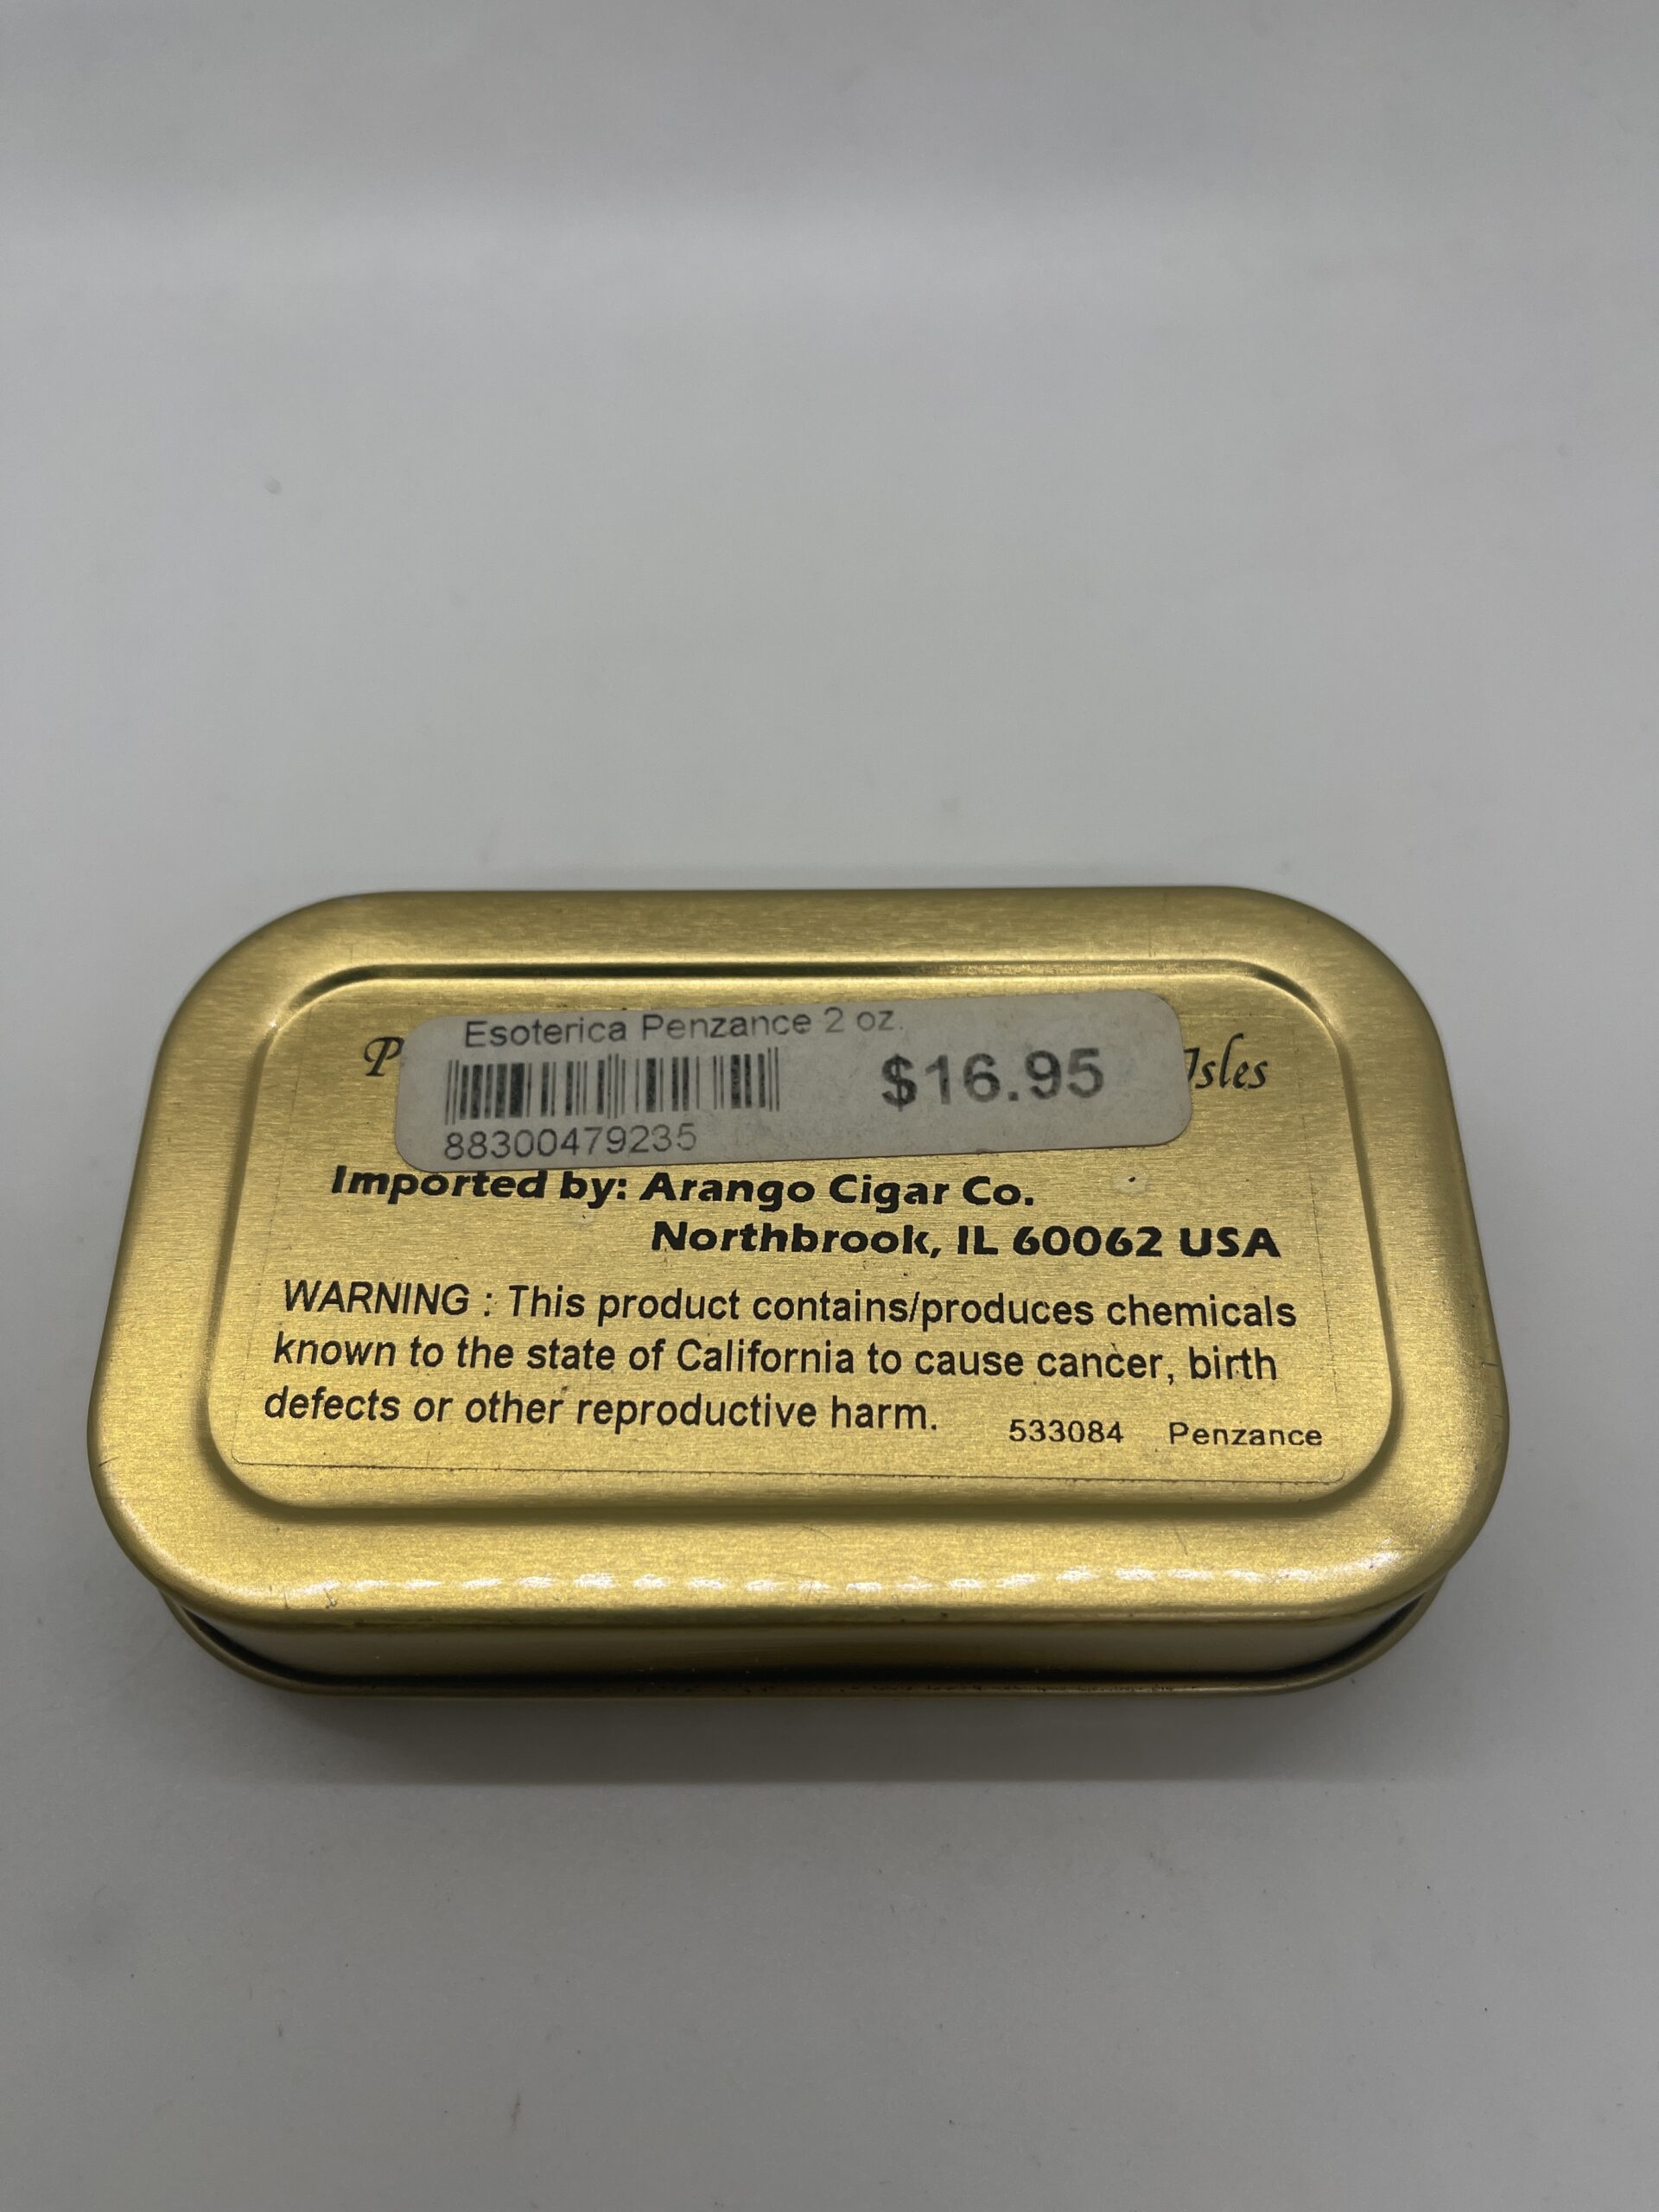 Esoterica Penzance 2 oz.
$16.95
88300479235
Isles
Imported by: Arango Cigar Co.
Northbrook, IL 60062 USA
WARNING : This product contains/produces chemicals
known to the state of California to cause cancer, birth
defects or other reproductive harm.
533084 Penzance